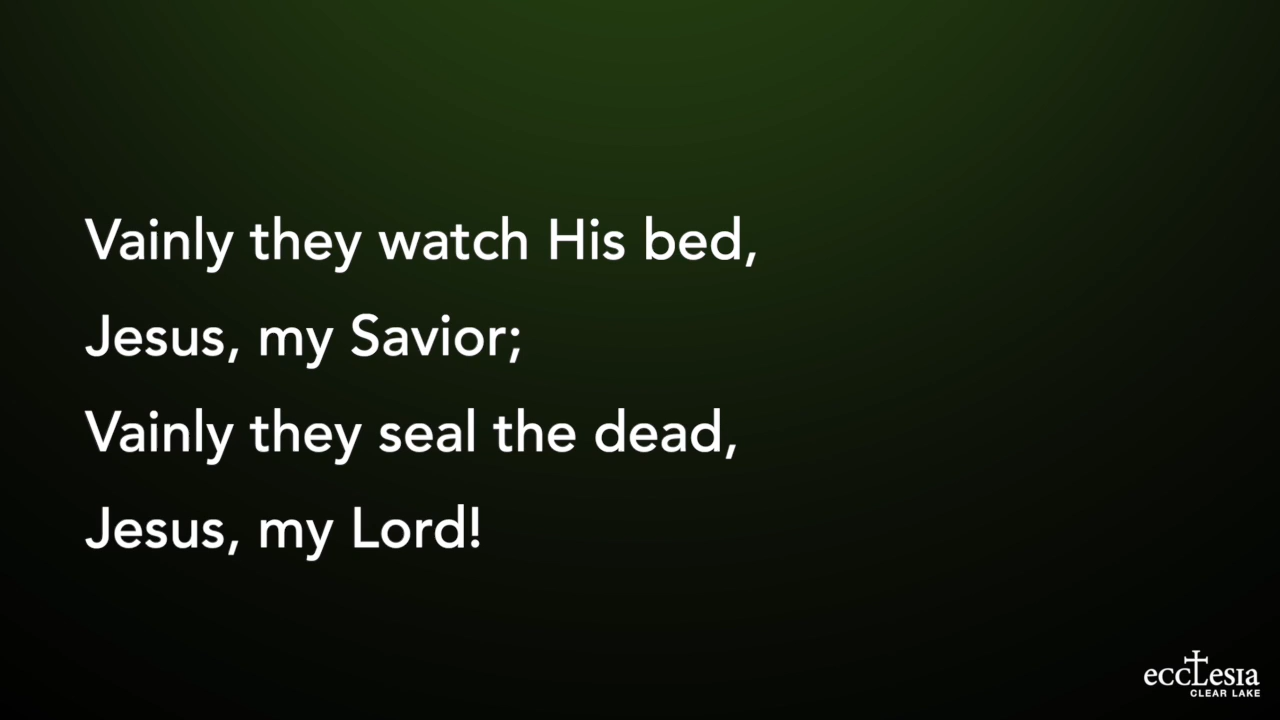 Vainly they watch His bed,
Jesus, my Savior;
Vainly they seal the dead,
Jesus, my Lord!
ecclesia
CLEAR LAKE